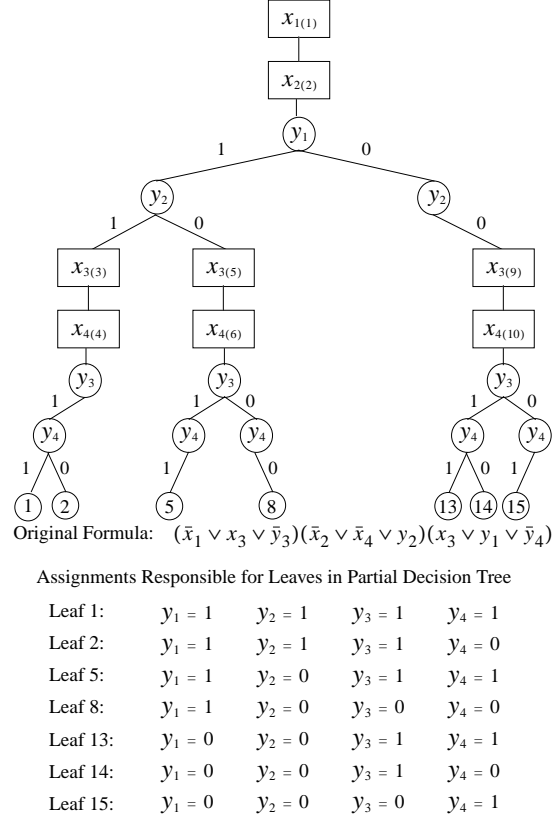 x1(1)
x2(2)
y1
1 0
y2 y2
1 0 0
x3(3) x3(5) x3(9)
x4(4) x4(6) x4(10)
y3 y3 y3
1 1 0 1 0
y4 y4 y4 y4 y4
1 0 1 0 1 0 1
1 2 5 8 13 14 15
Original Formula: (x̄1 ∨ x3 ∨ ȳ3)(x̄2 ∨ x̄4 ∨ y2)(x3 ∨ y1 ∨ ȳ4)
Assignments Responsible for Leaves in Partial Decision Tree
Leaf 1: y1 = 1 y2 = 1 y3 = 1 y4 = 1
Leaf 2: y1 = 1 y2 = 1 y3 = 1 y4 = 0
Leaf 5: y1 = 1 y2 = 0 y3 = 1 y4 = 1
Leaf 8: y1 = 1 y2 = 0 y3 = 0 y4 = 0
Leaf 13: y1 = 0 y2 = 0 y3 = 1 y4 = 1
Leaf 14: y1 = 0 y2 = 0 y3 = 1 y4 = 0
Leaf 15: y1 = 0 y2 = 0 y3 = 0 y4 = 1